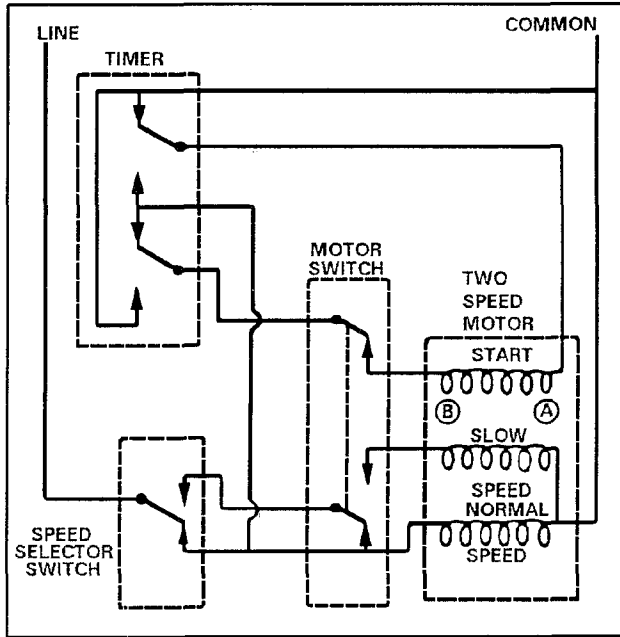 LINE
COMMON
TIMER
MOTOR
SWITCH
TWO
SPEED
MOTOR
START
B
A
SLOW
SPEED
NORMAL
SPEED
SPEED
SELECTOR
SWITCH